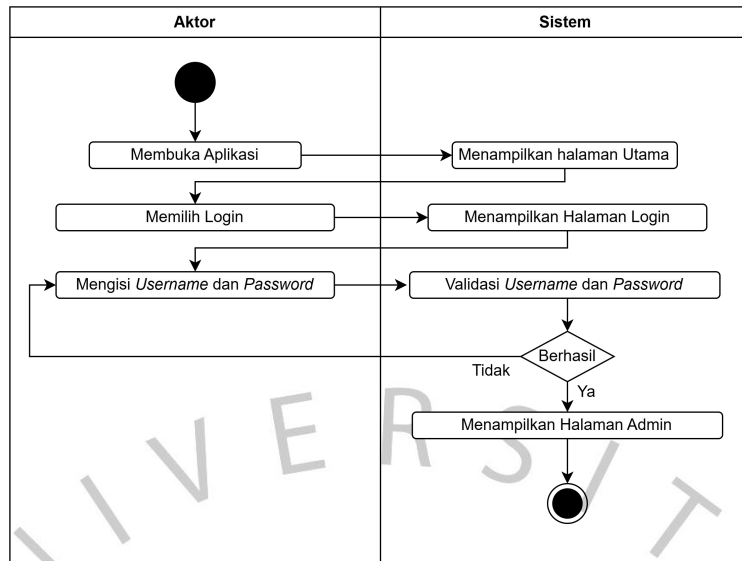 Aktor
Sistem
Membuka Aplikasi
Menampilkan halaman Utama
Memilih Login
Menampilkan Halaman Login
Mengisi Username dan Password
Validasi Username dan Password
Berhasil
Tidak
Ya
Menampilkan Halaman Admin
IVERSIT